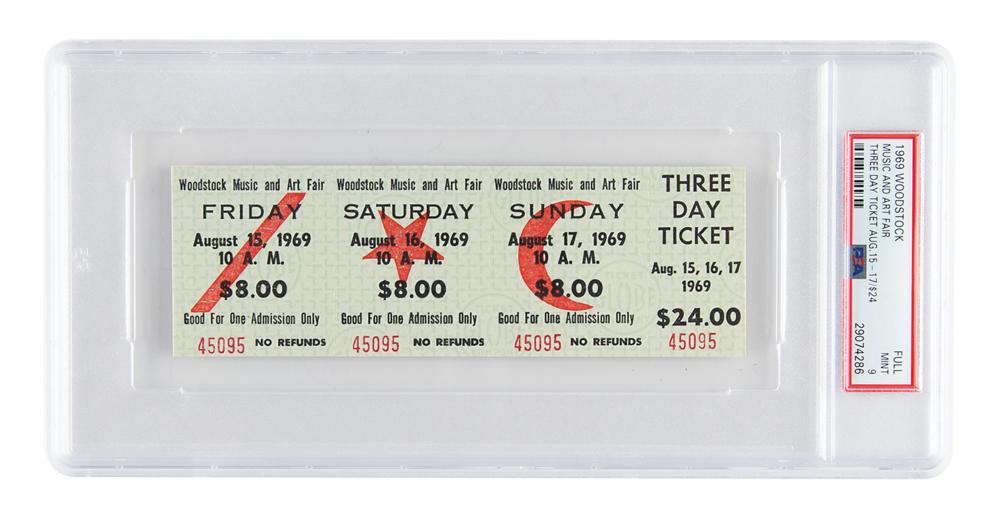 Woodstock Music and Art Fair
FRIDAY
August 15, 1969
10 A. M.
$8.00
Good For One Admission Only
45095 NO REFUNDS
Woodstock Music and Art Fair
SATURDAY
August 16, 1969
10 A. M.
$8.00
Good For One Admission Only
45095 NO REFUNDS
Woodstock Music and Art Fair
SUNDAY
August 17, 1969
10 A. M.
$8.00
Good For One Admission Only
45095 NO REFUNDS
THREE
DAY
TICKET
Aug. 15, 16, 17
1969
$24.00
45095
1969 WOODSTOCK
MUSIC AND ART FAIR
THREE DAY TICKET AUG.15 - 17/$24
FULL
MINT 9
PSA
29074286